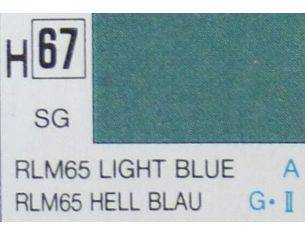 H 67
SG
RLM65 LIGHT BLUE A
RLM65 HELL BLAU G・II